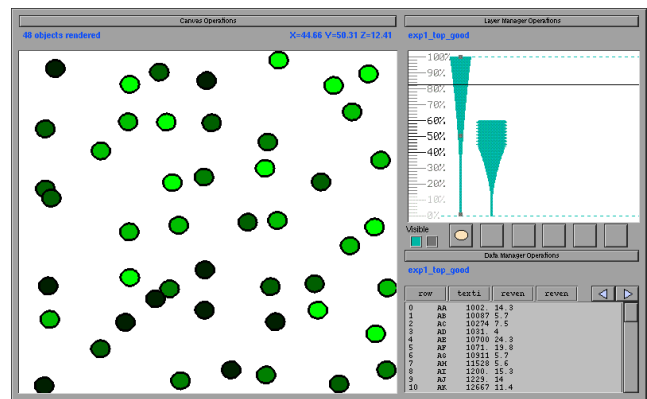 Canvas Operations
48 objects rendered X=44.66 Y=50.31 Z=12.41
Layer Manager Operations
exp1_top_good
100%
90%
80%
70%
60%
50%
40%
30%
20%
10%
0%
Visible
Data Manager Operations
exp1_top_good
row texti reven reven
0 AA 1002. 14.3
1 AB 10087 5.7
2 AC 10274 7.5
3 AD 1031. 4
4 AE 10700 24.3
5 AF 1071. 19.8
6 AG 10911 5.7
7 AH 11528 5.6
8 AI 1200. 15.3
9 AJ 1229. 14
10 AK 12667 11.4